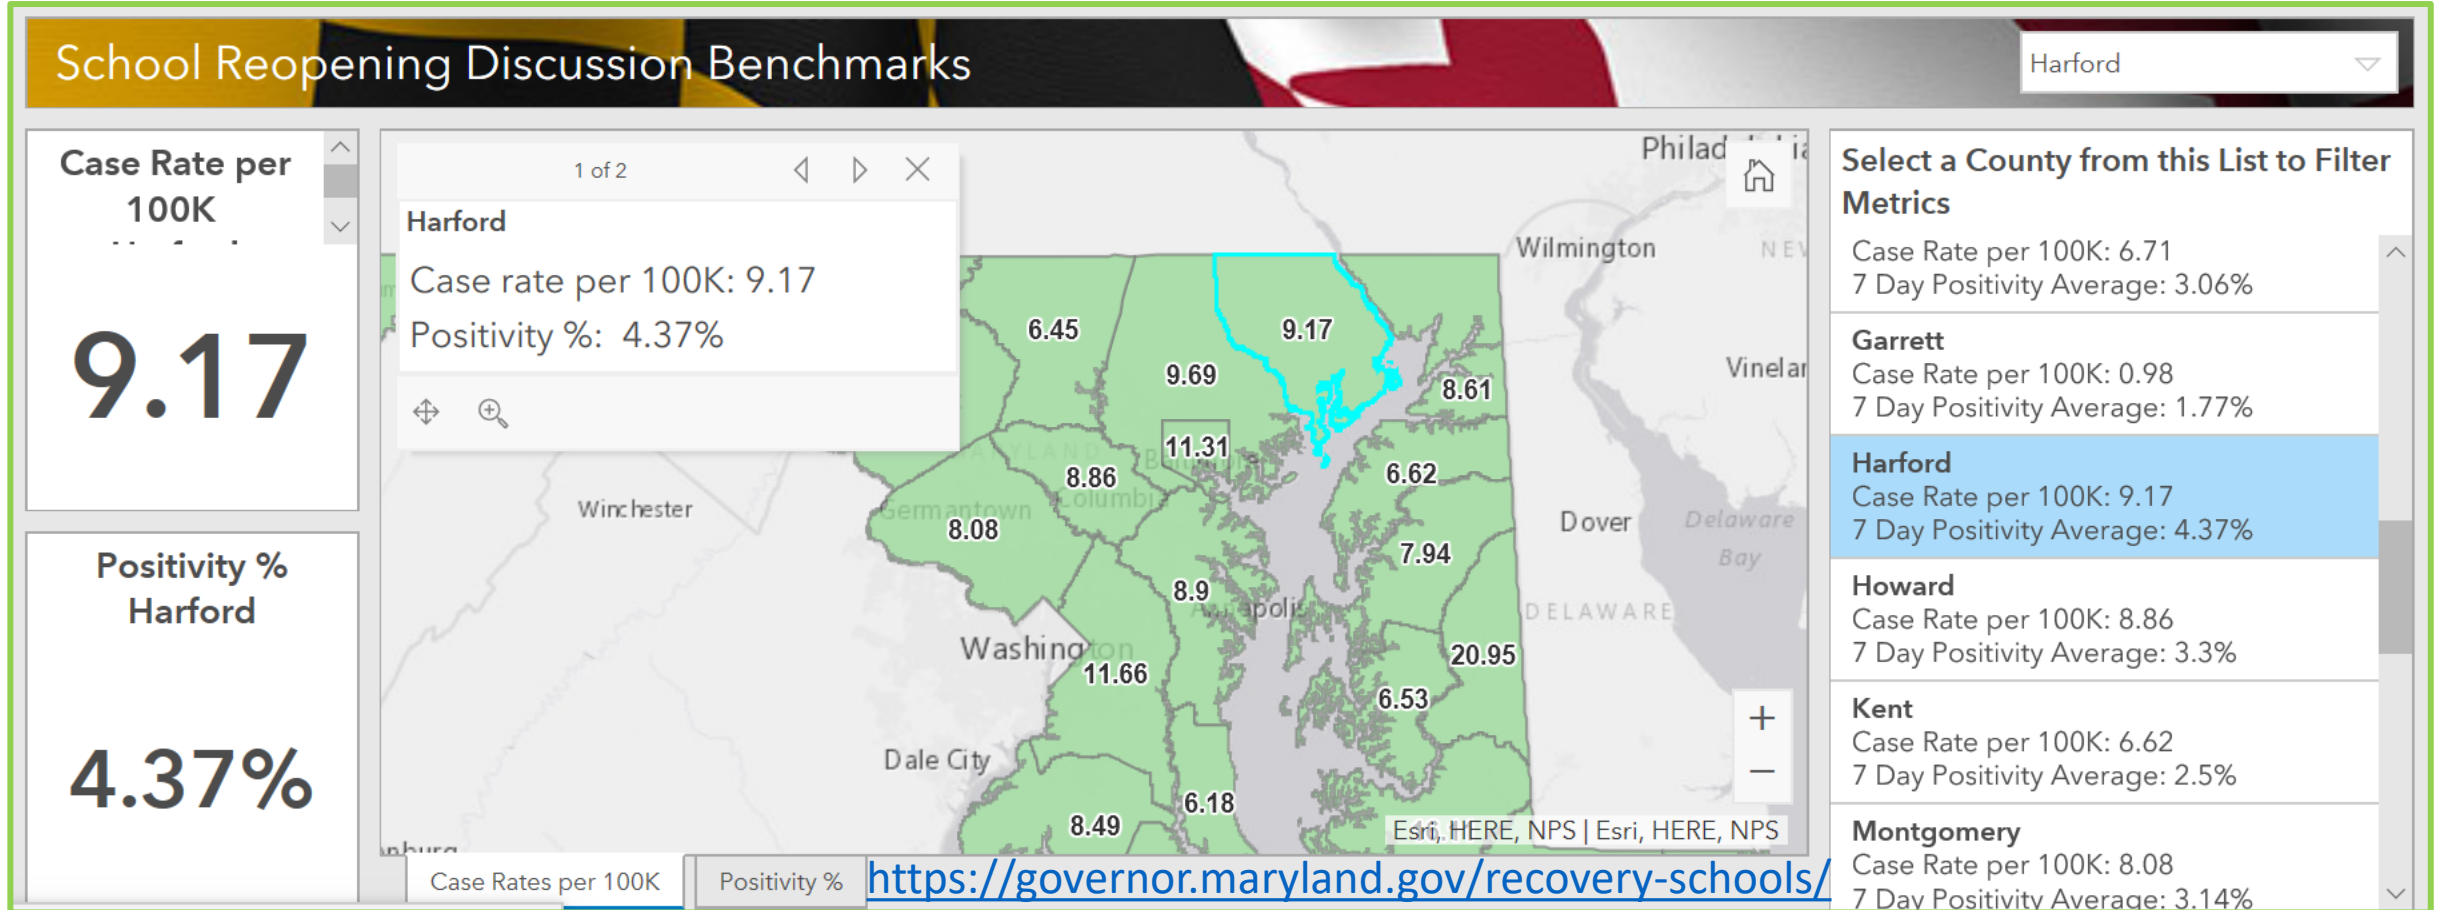 School Reopening Discussion Benchmarks
Harford
Case Rate per
100K
9.17
Positivity %
Harford
4.37%
1 of 2
Harford
Case rate per 100K: 9.17
Positivity %: 4.37%
Wilmington
Vinelan
Winchester
Germantown
Columbia
Dover
Delaware
Bay
DELAWARE
Annapolis
Washington
Dale City
6.45
9.17
9.69
8.61
11.31
8.86
6.62
8.08
7.94
8.9
20.95
11.66
6.53
6.18
8.49
Esri, HERE, NPS | Esri, HERE, NPS
Case Rates per 100K
Positivity %
https://governor.maryland.gov/recovery-schools/
Select a County from this List to Filter
Metrics
Case Rate per 100K: 6.71
7 Day Positivity Average: 3.06%
Garrett
Case Rate per 100K: 0.98
7 Day Positivity Average: 1.77%
Harford
Case Rate per 100K: 9.17
7 Day Positivity Average: 4.37%
Howard
Case Rate per 100K: 8.86
7 Day Positivity Average: 3.3%
Kent
Case Rate per 100K: 6.62
7 Day Positivity Average: 2.5%
Montgomery
Case Rate per 100K: 8.08
7 Day Positivity Average: 3.14%